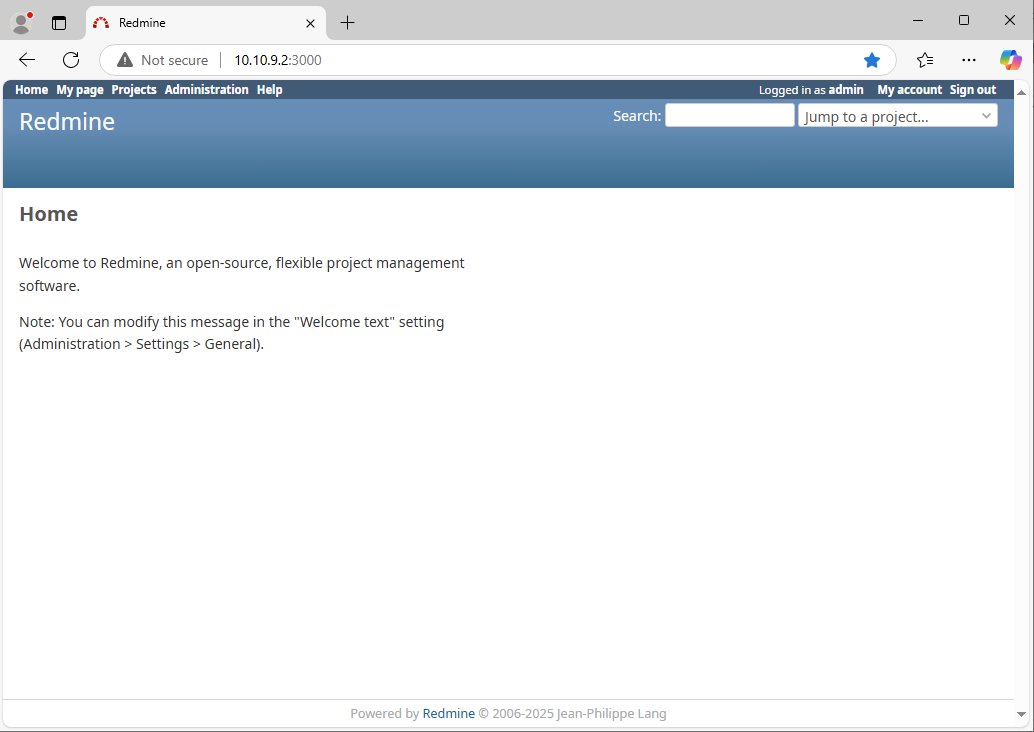 Redmine
Not secure
10.10.9.2:3000
Home My page Projects Administration Help
Logged in as admin My account Sign out
Redmine
Search:
Jump to a project...
Home
Welcome to Redmine, an open-source, flexible project management
software.
Note: You can modify this message in the "Welcome text" setting
(Administration > Settings > General).
Powered by Redmine © 2006-2025 Jean-Philippe Lang